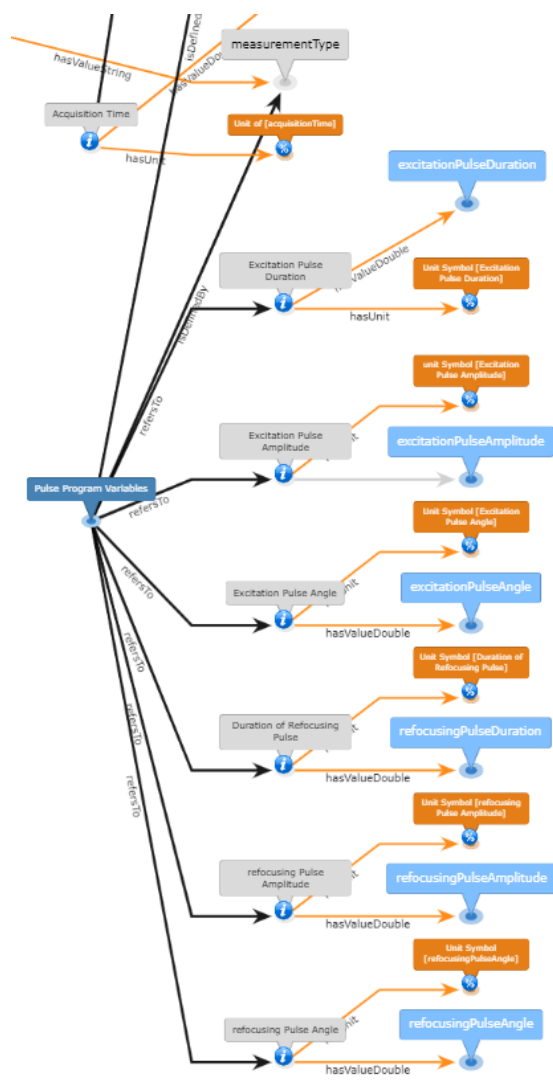 isDefined
measurementType
hasValueString
hasValueDou
Acquisition Time
Unit of [acquisitionTime]
hasUnit
excitationPulseDuration
Excitation Pulse
Duration
hasValueDouble
Unit Symbol [Excitation
Pulse Duration]
hasUnit
isDefinedBy
refersTo
unit Symbol [Excitation
Pulse Amplitude]
Excitation Pulse
Amplitude
excitationPulseAmplitude
Pulse Program Variables
refersTo
Unit Symbol [Excitation
Pulse Angle]
refersTo
Excitation Pulse Angle
excitationPulseAngle
hasValueDouble
Unit Symbol [Duration of
Refocusing Pulse]
refersTo
Duration of Refocusing
Pulse
refocusingPulseDuration
hasValueDouble
refersTo
Unit Symbol [refocusing
Pulse Amplitude]
refersTo
refocusing Pulse
Amplitude
refocusingPulseAmplitude
hasValueDouble
Unit Symbol
[refocusingPulseAngle]
refocusing Pulse Angle
refocusingPulseAngle
hasValueDouble